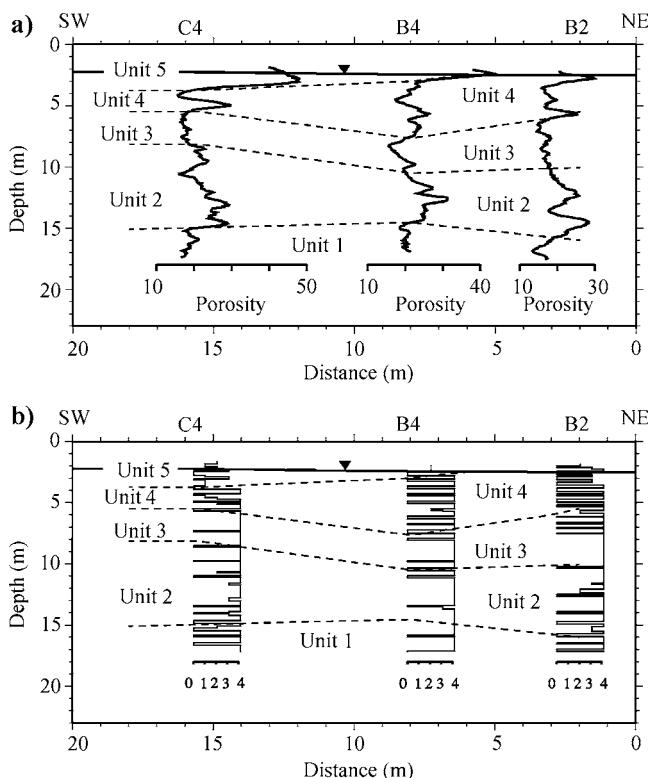 a) SW C4 B4 B2 NE
0
Unit 5
Unit 4 Unit 4
5
Unit 3 Unit 3
10
Unit 2 Unit 2
15
Unit 1
10 50 10 40 10 30
Porosity Porosity Porosity
20
Depth (m)
20 15 10 5 0
Distance (m)
b) SW C4 B4 B2 NE
0
Unit 5
Unit 4 Unit 4
5
Unit 3 Unit 3
10
Unit 2 Unit 2
15
Unit 1
0 1 2 3 4 0 1 2 3 4 0 1 2 3 4
20
Depth (m)
20 15 10 5 0
Distance (m)